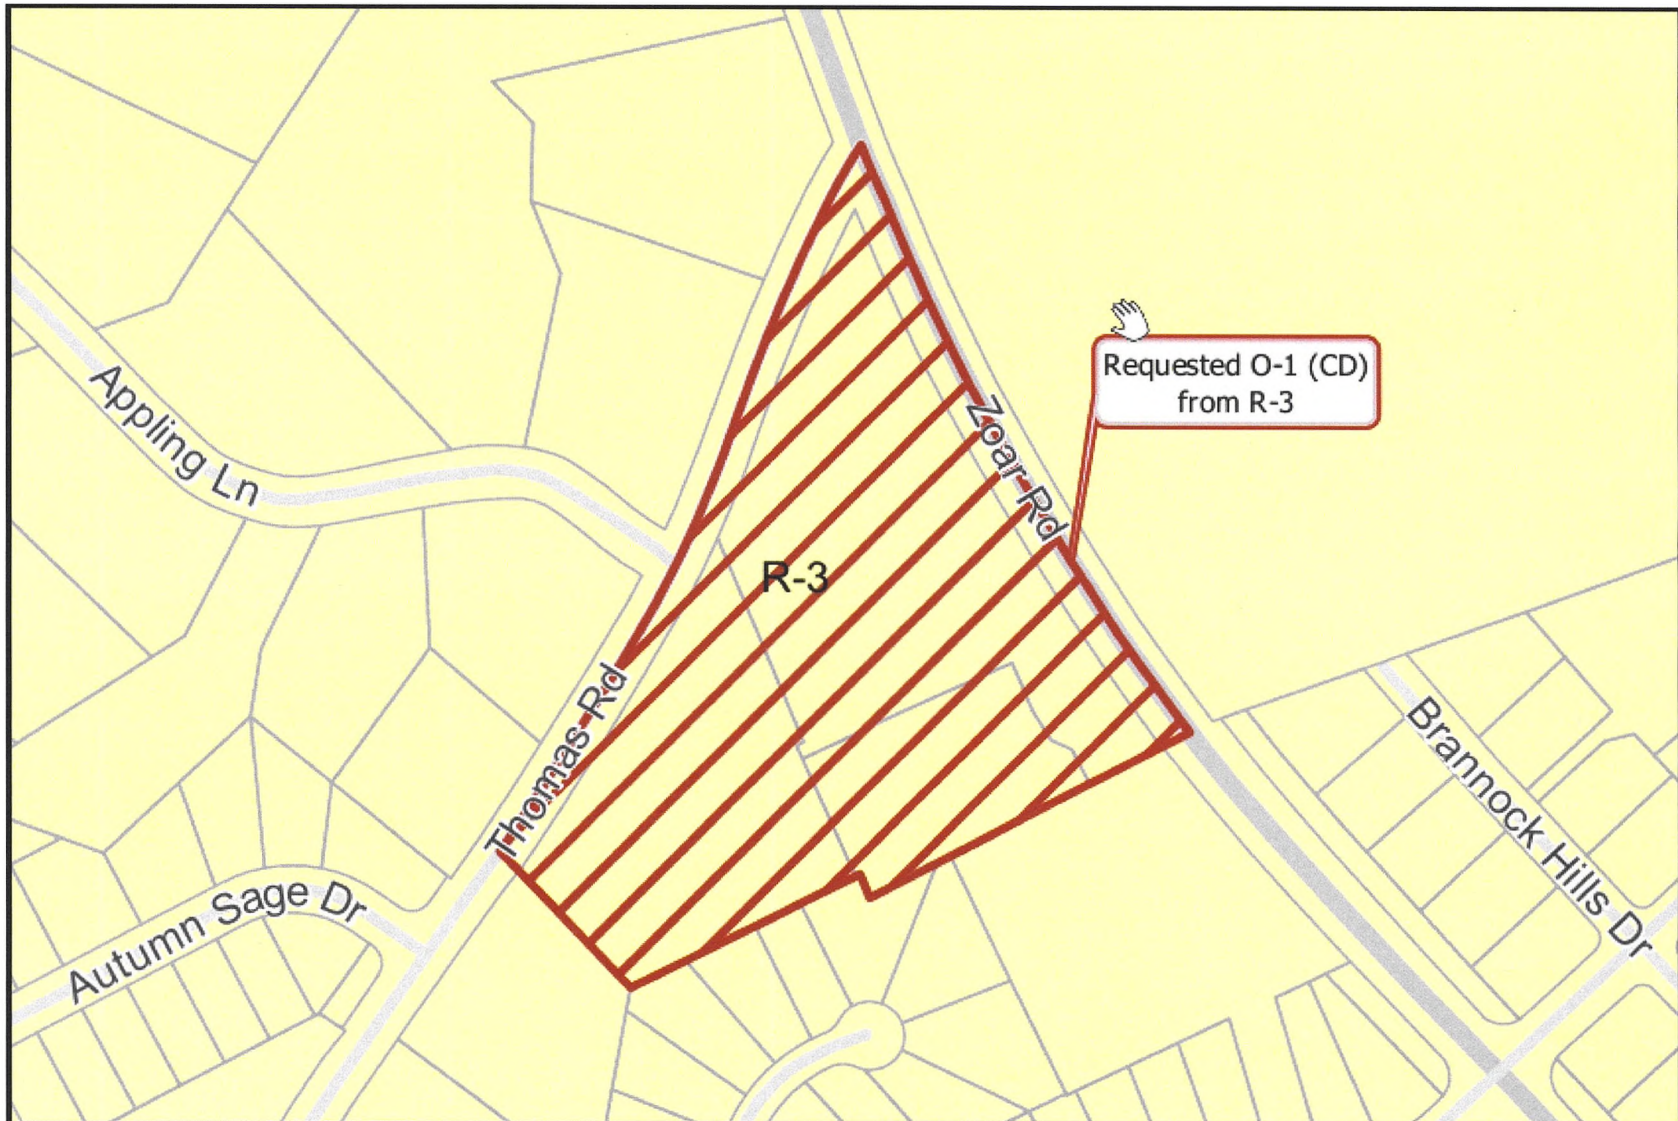 Requested O-1 (CD)
from R-3
Zoar Rd
Appling Ln
R-3
Thomas Rd
Brannock Hills Dr
Autumn Sage Dr